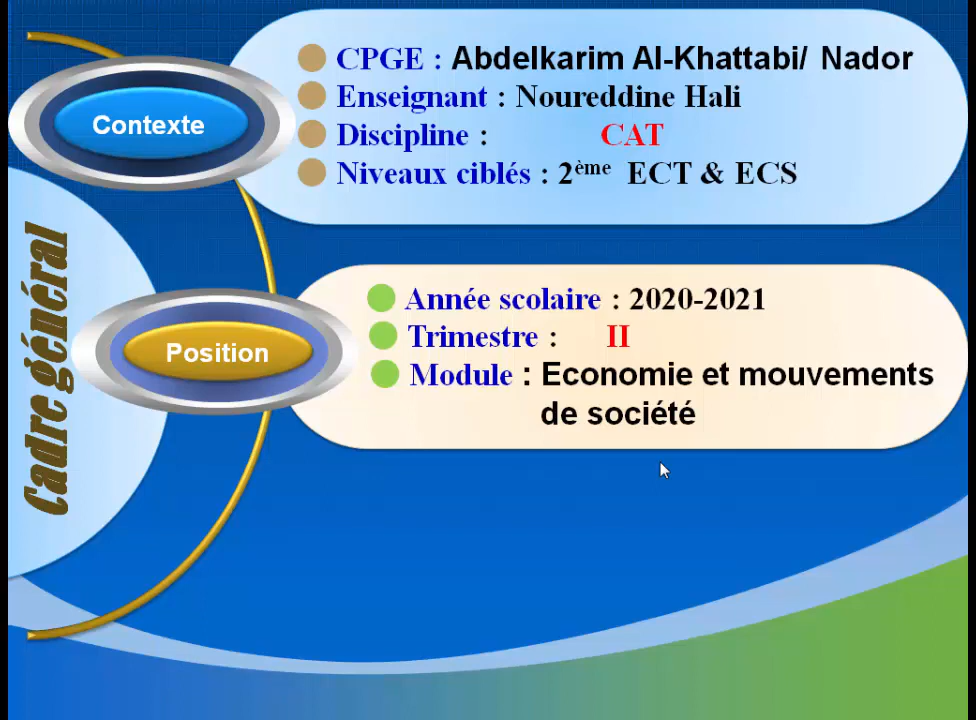 Cadre général
Contexte
CPGE : Abdelkarim Al-Khattabi/ Nador
Enseignant : Noureddine Hali
Discipline : CAT
Niveaux ciblés : 2ème ECT & ECS
Position
Année scolaire : 2020-2021
Trimestre : II
Module : Economie et mouvements
de société